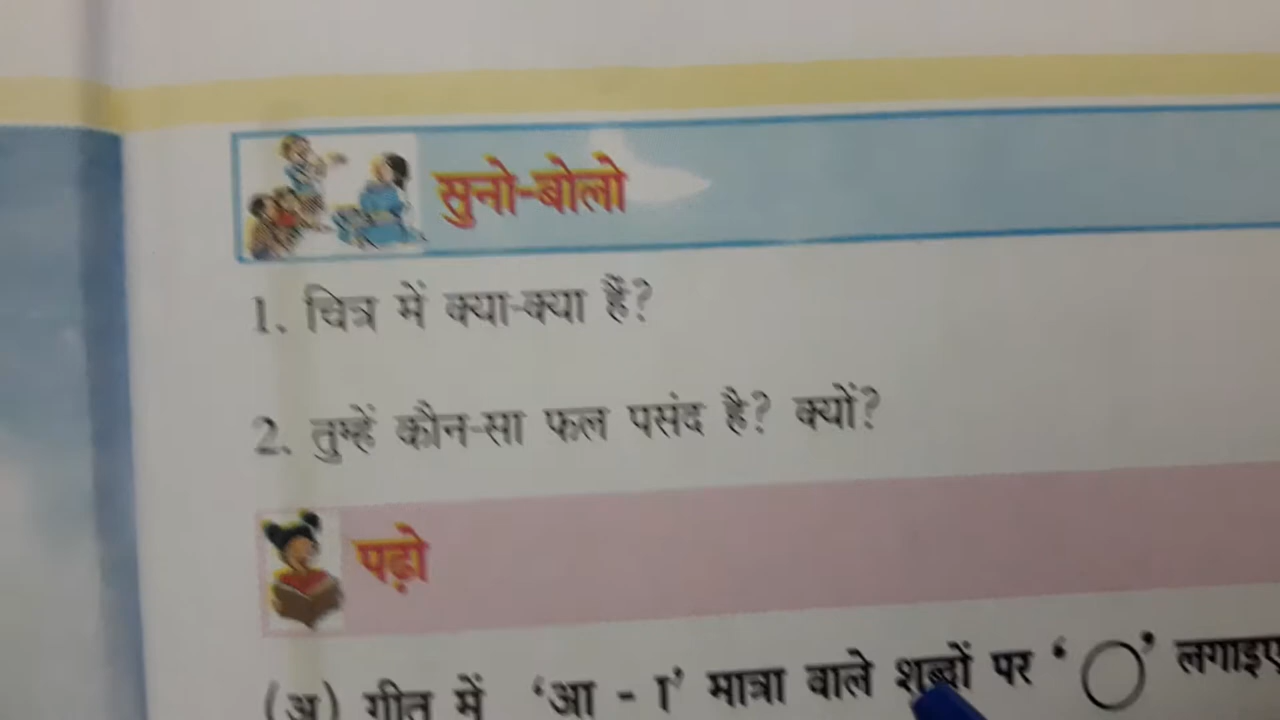 सुनो-बोलो
1. चित्र में क्या-क्या है?
2. तुम्हें कौन-सा फल पसंद है? क्यों?
पढ़ो
(अ) गीत में ‘आ - ा’ मात्रा वाले शब्दों पर ‘◯’ लगाइए